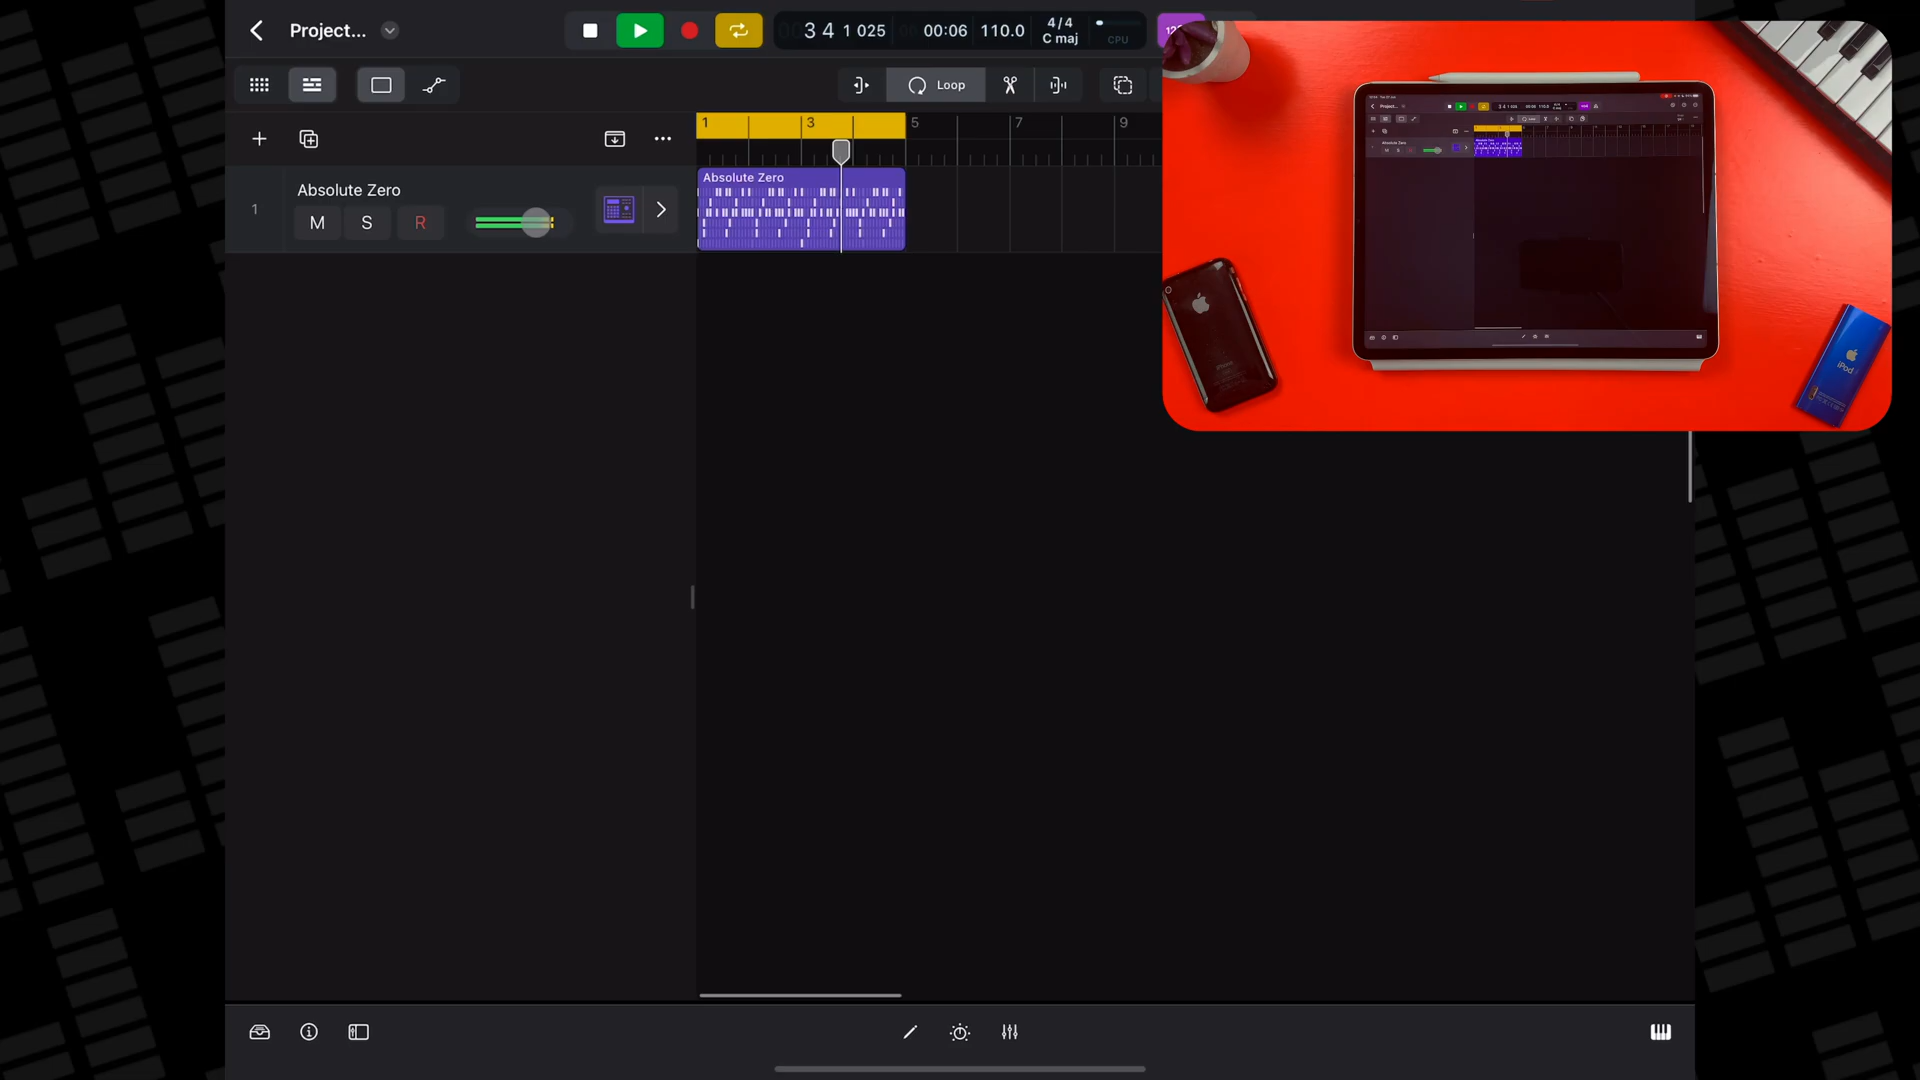 Project...
3 4 1 025
00:06
110.0
4/4
C maj
CPU
Loop
1
3
5
7
9
1
Absolute Zero
M
S
R
Absolute Zero
iPod